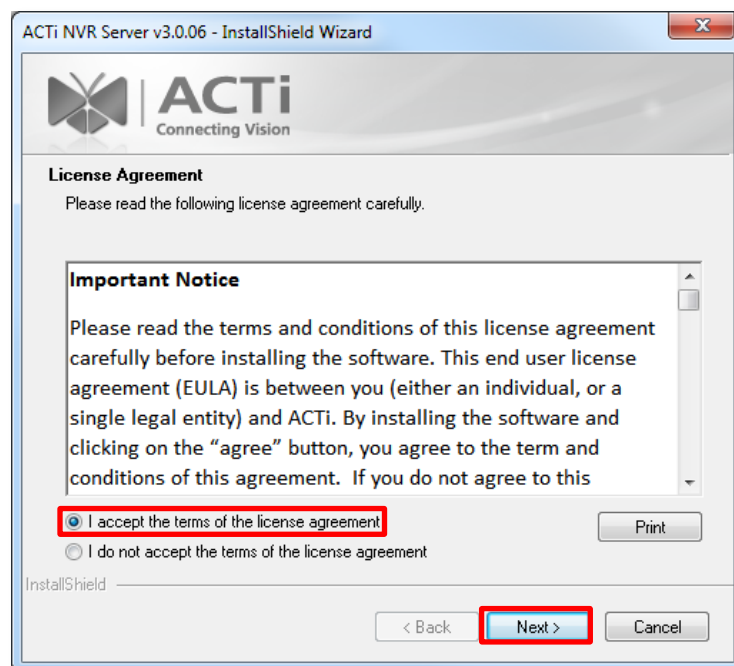 ACTi NVR Server v3.0.06 - InstallShield Wizard
ACTi
Connecting Vision
License Agreement
Please read the following license agreement carefully.
Important Notice
Please read the terms and conditions of this license agreement
carefully before installing the software. This end user license
agreement (EULA) is between you (either an individual, or a
single legal entity) and ACTi. By installing the software and
clicking on the “agree” button, you agree to the term and
conditions of this agreement.  If you do not agree to this
I accept the terms of the license agreement
Print
I do not accept the terms of the license agreement
InstallShield
< Back
Next >
Cancel